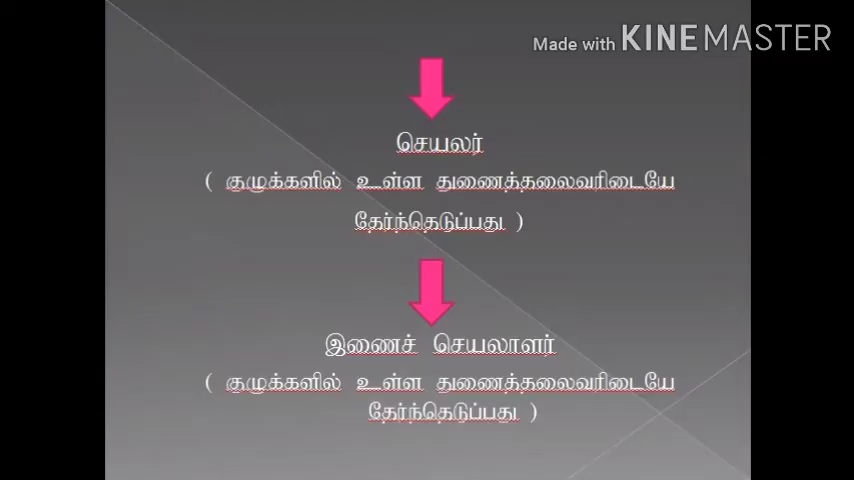 Made with KINEMASTER
செயலர்
( குழுக்களில் உள்ள துணைத்தலைவரிடையே
தேர்ந்தெடுப்பது )
இணைச் செயலாளர்
( குழுக்களில் உள்ள துணைத்தலைவரிடையே
தேர்ந்தெடுப்பது )